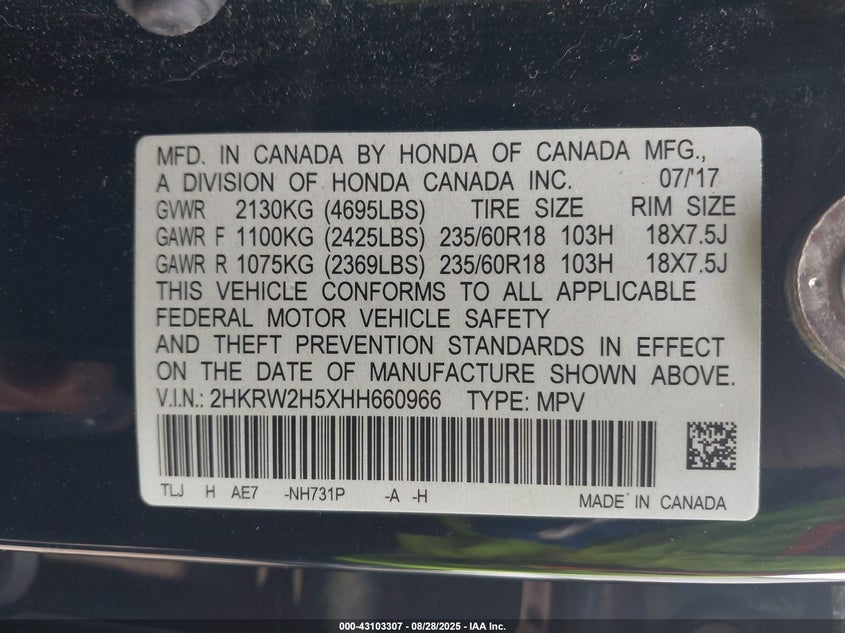 MFD. IN CANADA BY HONDA OF CANADA MFG.,
A DIVISION OF HONDA CANADA INC. 07/'17
GVWR 2130KG (4695LBS) TIRE SIZE RIM SIZE
GAWR F 1100KG (2425LBS) 235/60R18 103H 18X7.5J
GAWR R 1075KG (2369LBS) 235/60R18 103H 18X7.5J
THIS VEHICLE CONFORMS TO ALL APPLICABLE
FEDERAL MOTOR VEHICLE SAFETY
AND THEFT PREVENTION STANDARDS IN EFFECT
ON THE DATE OF MANUFACTURE SHOWN ABOVE.
V.I.N.: 2HKRW2H5XHH660966 TYPE: MPV
TLJ H AE7 -NH731P -A -H MADE IN CANADA
000-43103307 - 08/28/2025 - IAA Inc.